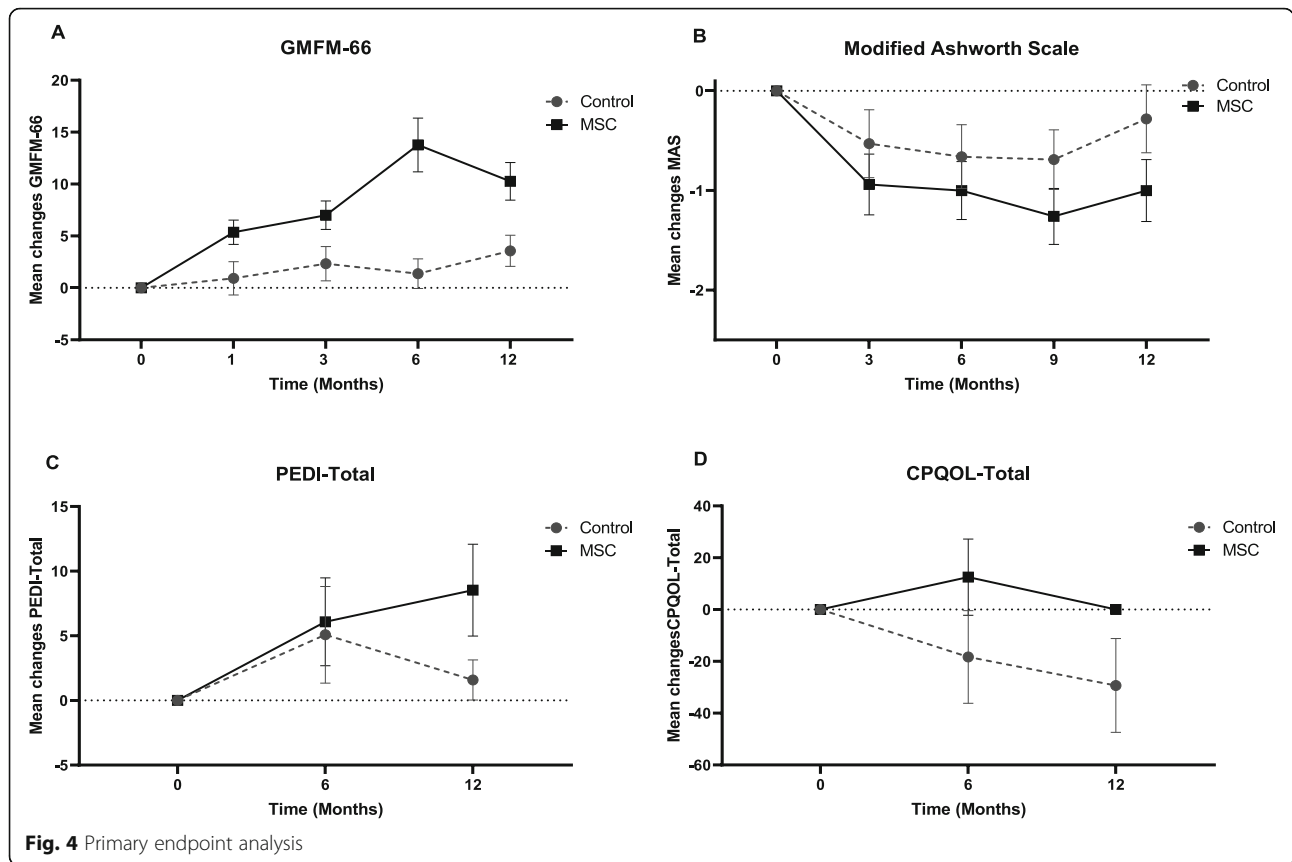 A
GMFM-66
Mean changes GMFM-66
20
15
10
5
0
-5
0 1 3 6 12
Time (Months)
Control
MSC
B
Modified Ashworth Scale
Mean changes MAS
0
-1
-2
0 3 6 9 12
Time (Months)
Control
MSC
C
PEDI-Total
Mean changes PEDI-Total
15
10
5
0
-5
0 6 12
Time (Months)
Control
MSC
D
CPQOL-Total
Mean changesCPQOL-Total
40
20
0
-20
-40
-60
0 6 12
Time (Months)
Control
MSC
Fig. 4 Primary endpoint analysis